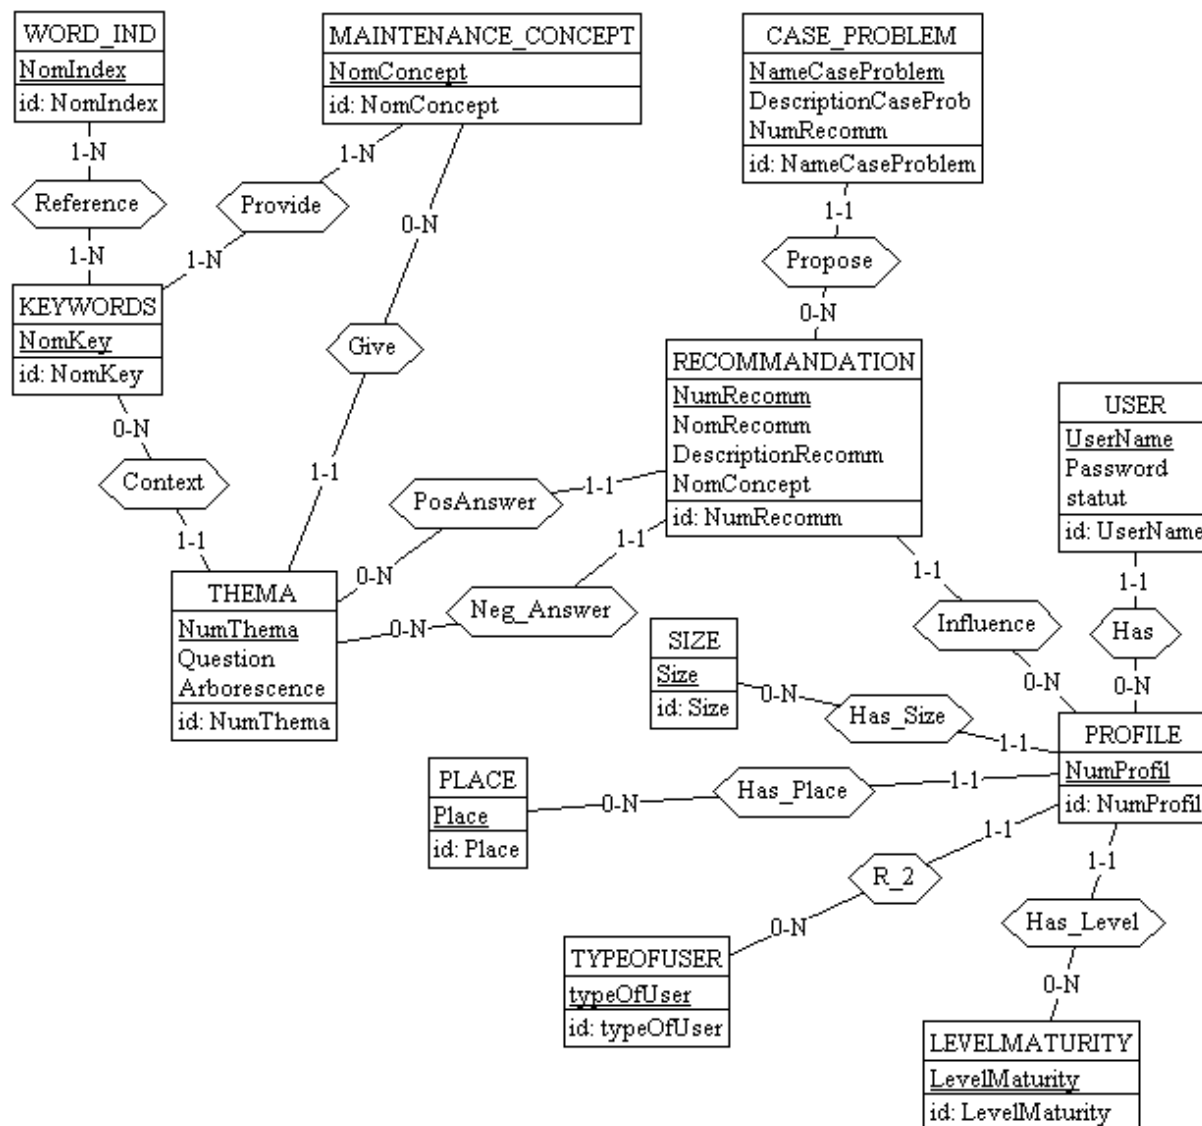 WORD_IND
NomIndex
id: NomIndex
MAINTENANCE_CONCEPT
NomConcept
id: NomConcept
CASE_PROBLEM
NameCaseProblem
DescriptionCaseProb
NumRecomm
id: NameCaseProblem
1-N
Reference
1-N
1-N
Provide
1-N
0-N
Give
1-1
1-1
Propose
0-N
KEYWORDS
NomKey
id: NomKey
0-N
Context
1-1
RECOMMANDATION
NumRecomm
NomRecomm
DescriptionRecomm
NomConcept
id: NumRecomm
USER
UserName
Password
statut
id: UserName
1-1
PosAnswer
0-N
1-1
Neg_Answer
0-N
1-1
Influence
0-N
1-1
Has
0-N
THEMA
NumThema
Question
Arborescence
id: NumThema
SIZE
Size
id: Size
0-N
Has_Size
1-1
PROFILE
NumProfil
id: NumProfil
PLACE
Place
id: Place
0-N
Has_Place
1-1
1-1
R_2
0-N
1-1
Has_Level
0-N
TYPEOFUSER
typeOfUser
id: typeOfUser
LEVELMATURITY
LevelMaturity
id: LevelMaturity